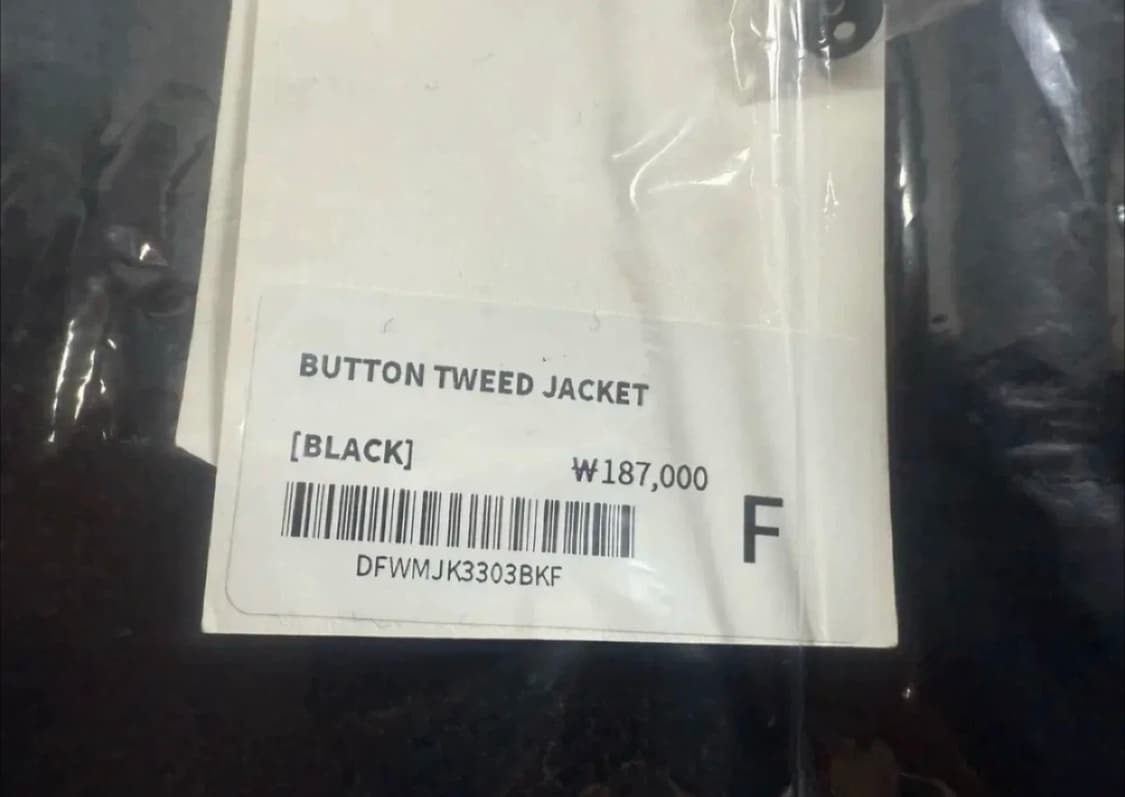 BUTTON TWEED JACKET
[BLACK]
₩187,000
F
DFWMJK3303BKF